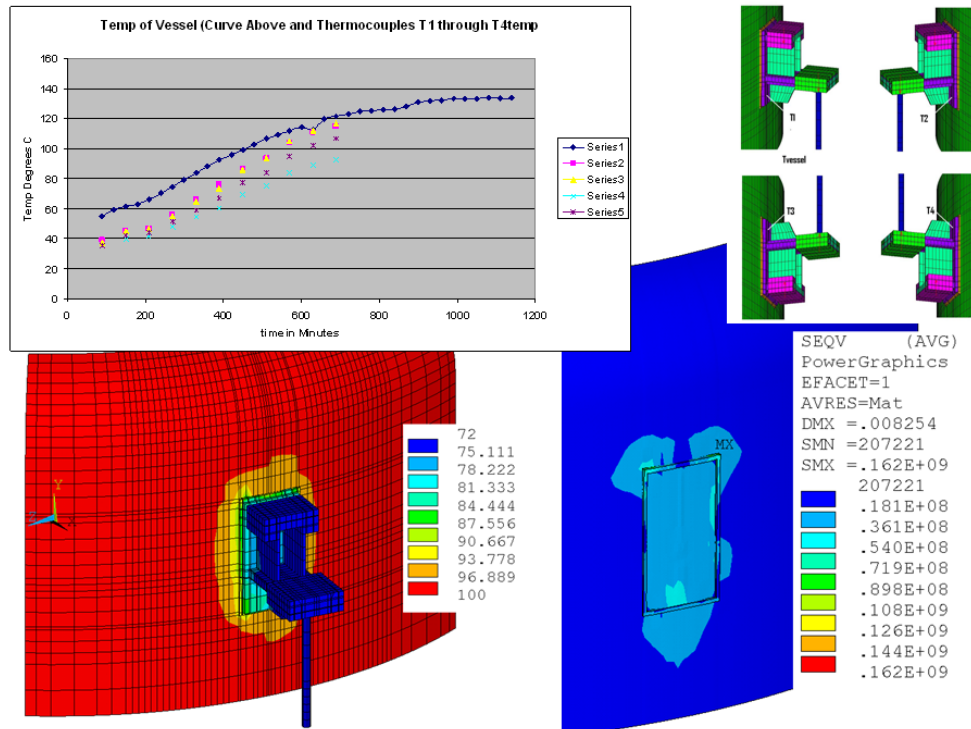 Temp of Vessel (Curve Above and Thermocouples T1 through T4temp
Temp Degrees C
160
140
120
100
80
60
40
20
0
0
200
400
600
800
1000
1200
time in Minutes
Series1
Series2
Series3
Series4
Series5
T1
T2
Tvessel
T3
T4
Y
72
75.111
78.222
81.333
84.444
87.556
90.667
93.778
96.889
100
MX
SEQV (AVG)
PowerGraphics
EFACET=1
AVRES=Mat
DMX =.008254
SMN =207221
SMX =.162E+09
207221
.181E+08
.361E+08
.540E+08
.719E+08
.898E+08
.108E+09
.126E+09
.144E+09
.162E+09